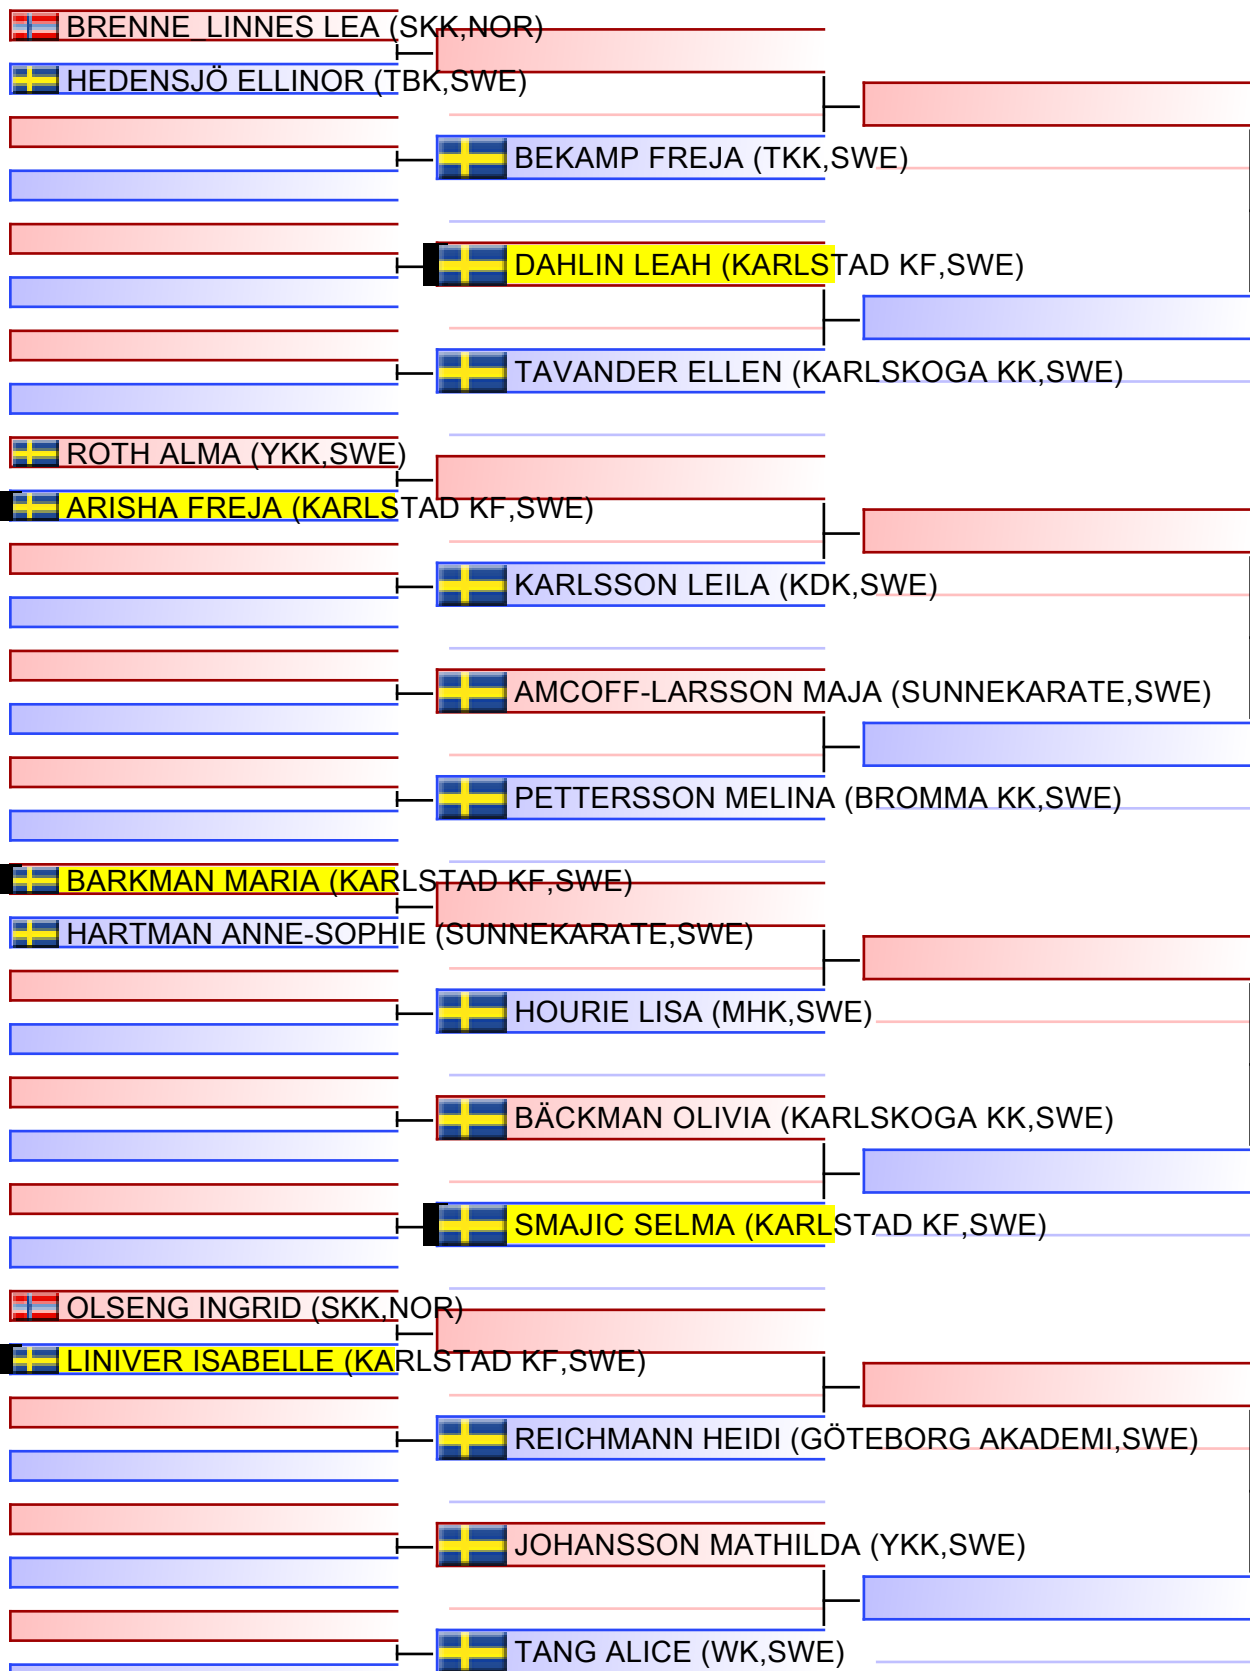 BRENNE_LINNES LEA (SKK,NOR)
HEDENSJÖ ELLINOR (TBK,SWE)
BEKAMP FREJA (TKK,SWE)
DAHLIN LEAH (KARLSTAD KF,SWE)
TAVANDER ELLEN (KARLSKOGA KK,SWE)
ROTH ALMA (YKK,SWE)
ARISHA FREJA (KARLSTAD KF,SWE)
KARLSSON LEILA (KDK,SWE)
AMCOFF-LARSSON MAJA (SUNNEKARATE,SWE)
PETTERSSON MELINA (BROMMA KK,SWE)
BARKMAN MARIA (KARLSTAD KF,SWE)
HARTMAN ANNE-SOPHIE (SUNNEKARATE,SWE)
HOURIE LISA (MHK,SWE)
BÄCKMAN OLIVIA (KARLSKOGA KK,SWE)
SMAJIC SELMA (KARLSTAD KF,SWE)
OLSENG INGRID (SKK,NOR)
LINIVER ISABELLE (KARLSTAD KF,SWE)
REICHMANN HEIDI (GÖTEBORG AKADEMI,SWE)
JOHANSSON MATHILDA (YKK,SWE)
TANG ALICE (WK,SWE)